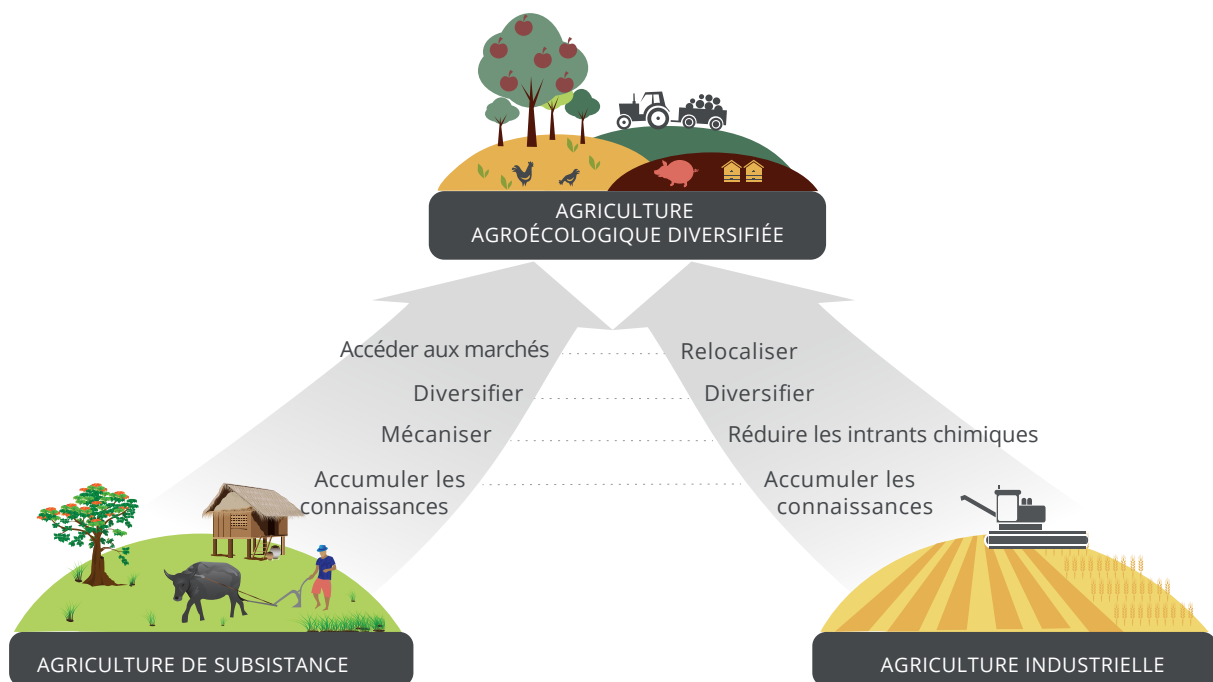 AGRICULTURE
AGROÉCOLOGIQUE DIVERSIFIÉE
Accéder aux marchés
Relocaliser
Diversifier
Diversifier
Mécaniser
Réduire les intrants chimiques
Accumuler les
connaissances
Accumuler les
connaissances
AGRICULTURE DE SUBSISTANCE
AGRICULTURE INDUSTRIELLE